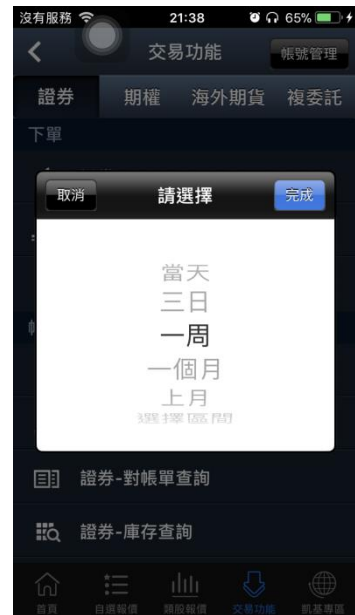 沒有服務 21:38 65%
交易功能 帳號管理
證券 期權 海外期貨 複委託
下單
取消 請選擇 完成
當天
三日
一周
一個月
上月
選擇區間
證券-對帳單查詢
證券-庫存查詢
首頁 自選報價 類股報價 交易功能 凱基專區